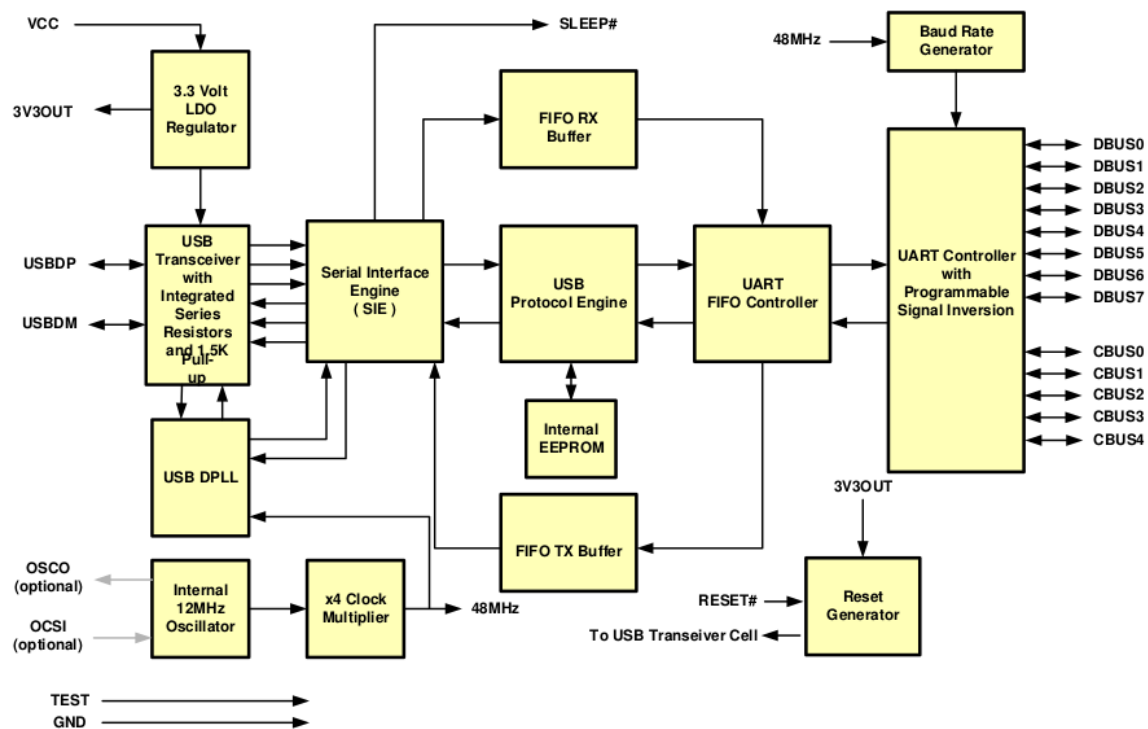 VCC
SLEEP#
48MHz
Baud Rate
Generator
3V3OUT
3.3 Volt
LDO
Regulator
FIFO RX
Buffer
DBUS0
DBUS1
DBUS2
DBUS3
DBUS4
DBUS5
DBUS6
DBUS7
USBDP
USBDM
USB
Transceiver
with
Integrated
Series
Resistors
and 1.5K
Pull-
up
Serial Interface
Engine
( SIE )
USB
Protocol Engine
UART
FIFO Controller
UART Controller
with
Programmable
Signal Inversion
CBUS0
CBUS1
CBUS2
CBUS3
CBUS4
Internal
EEPROM
USB DPLL
3V3OUT
FIFO TX Buffer
OSCO
(optional)
OCSI
(optional)
Internal
12MHz
Oscillator
x4 Clock
Multiplier
48MHz
RESET#
To USB Transeiver Cell
Reset
Generator
TEST
GND